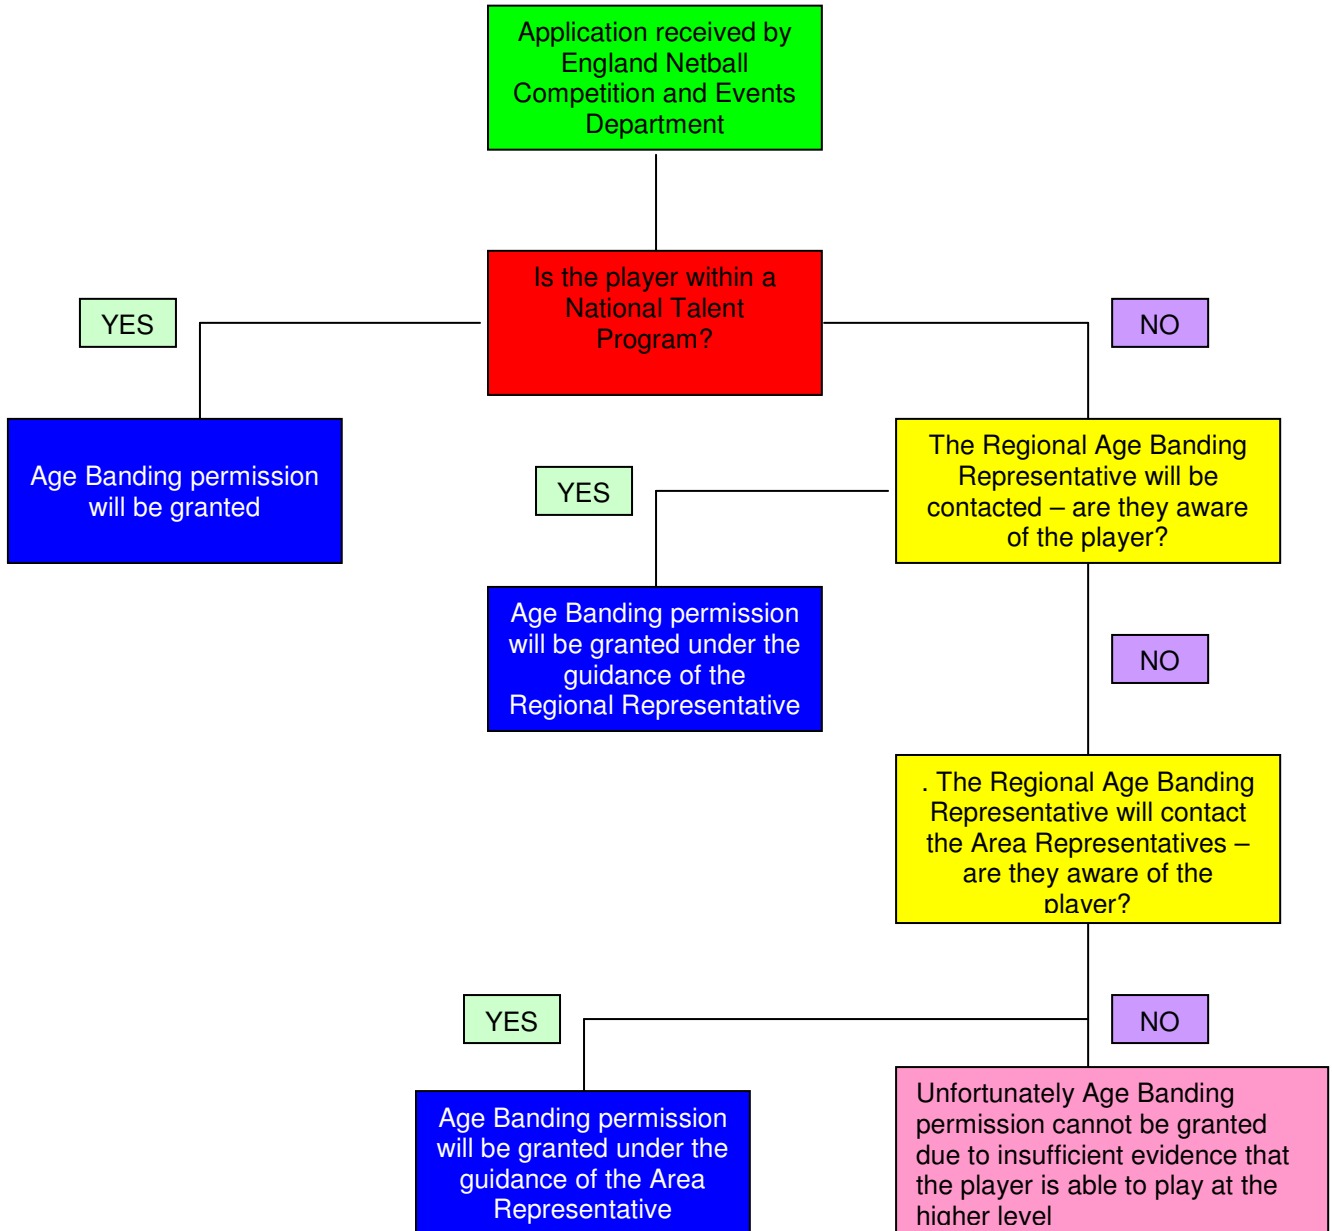 Application received by
England Netball
Competition and Events
Department
Is the player within a
National Talent
Program?
YES
NO
Age Banding permission
will be granted
The Regional Age Banding
Representative will be
contacted – are they aware
of the player?
YES
Age Banding permission
will be granted under the
guidance of the
Regional Representative
NO
. The Regional Age Banding
Representative will contact
the Area Representatives –
are they aware of the
player?
YES
NO
Age Banding permission
will be granted under the
guidance of the Area
Representative
Unfortunately Age Banding
permission cannot be granted
due to insufficient evidence that
the player is able to play at the
higher level